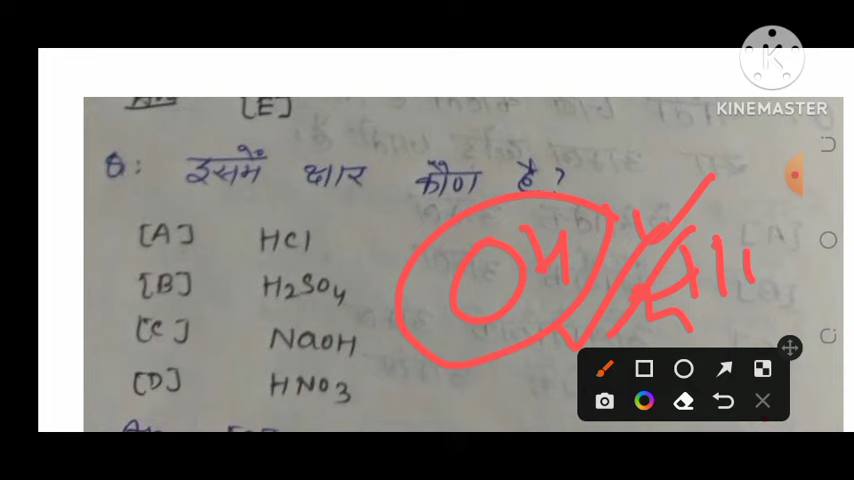 KINEMASTER
[E]
Q: इसमें क्षार कौण है?
[A] HCl
[B] H2SO4
[C] NaOH
[D] HNO3
OH